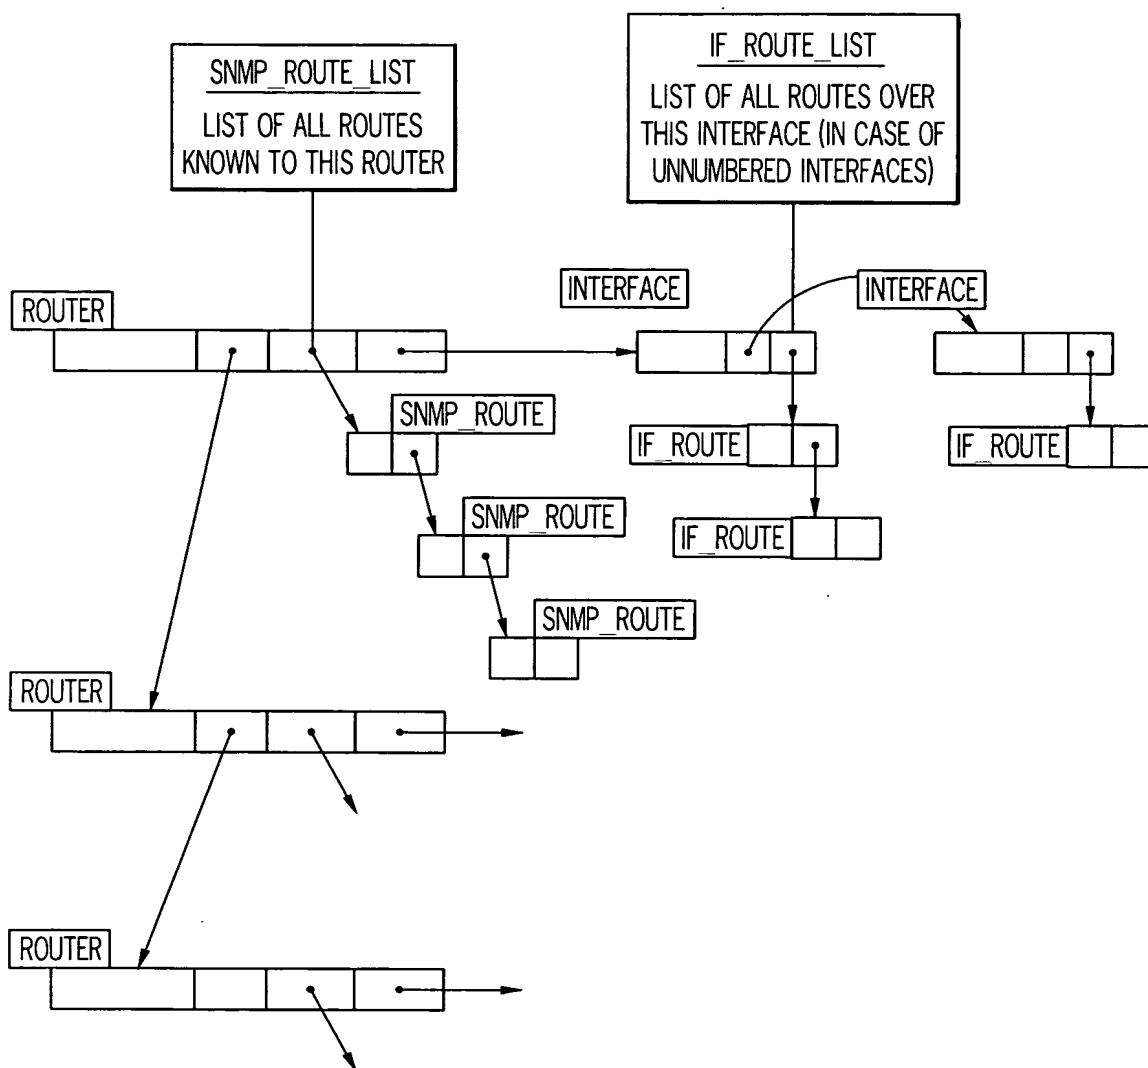 SNMP_ROUTE_LIST
LIST OF ALL ROUTES
KNOWN TO THIS ROUTER
IF_ROUTE_LIST
LIST OF ALL ROUTES OVER
THIS INTERFACE (IN CASE OF
UNNUMBERED INTERFACES)
ROUTER
INTERFACE
INTERFACE
SNMP_ROUTE
IF_ROUTE
IF_ROUTE
SNMP_ROUTE
IF_ROUTE
SNMP_ROUTE
ROUTER
ROUTER